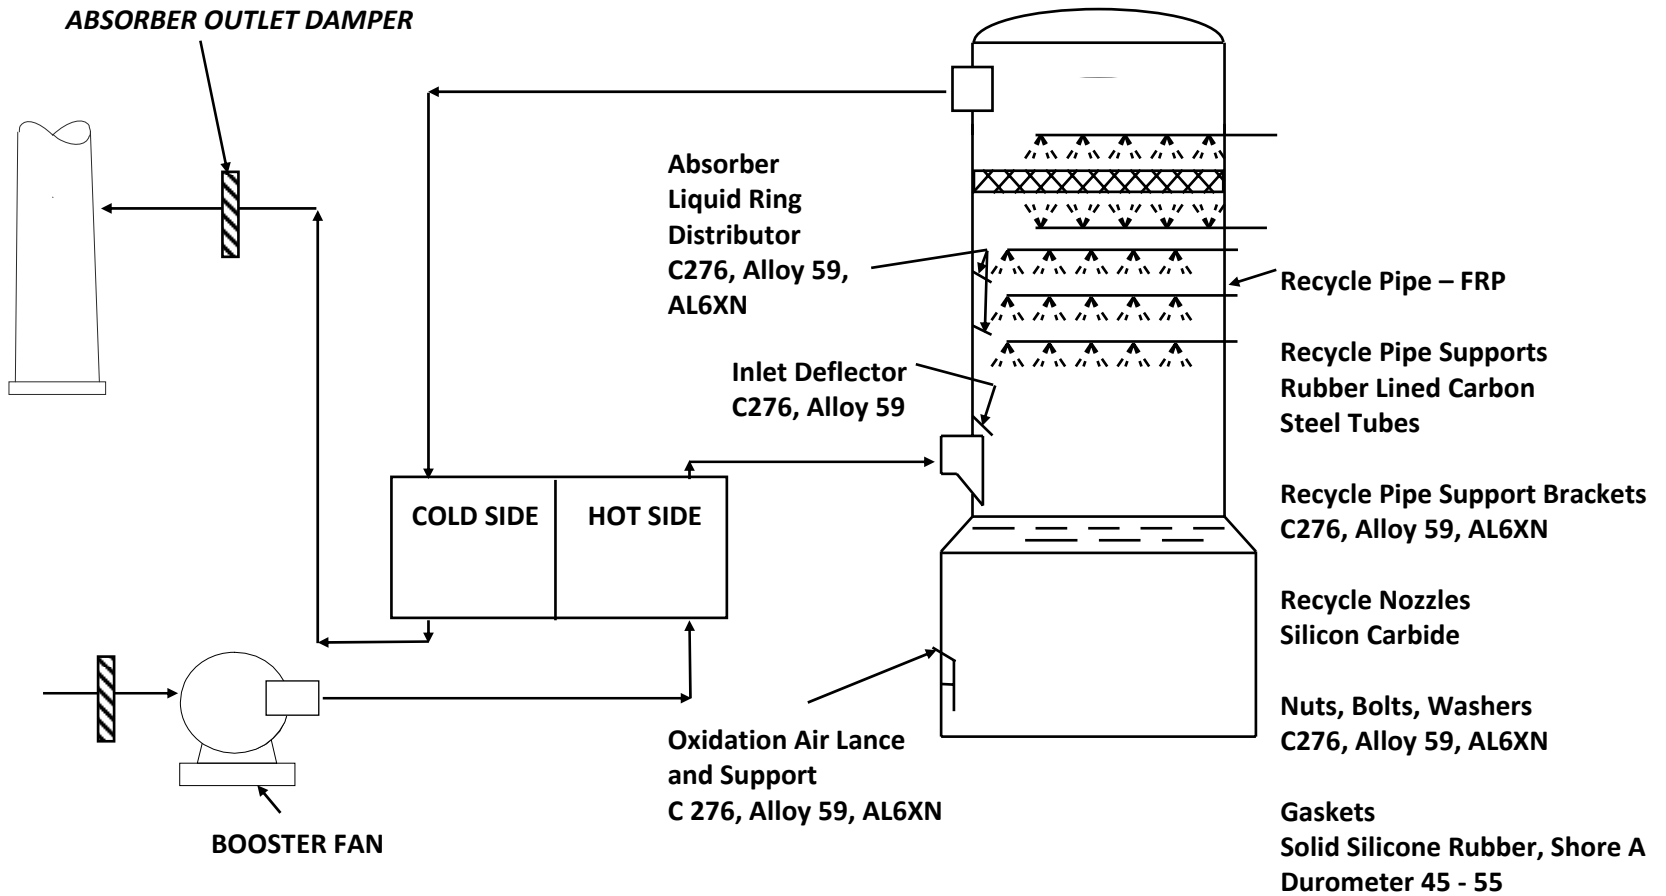 ABSORBER OUTLET DAMPER
Absorber
Liquid Ring
Distributor
C276, Alloy 59,
AL6XN
Inlet Deflector
C276, Alloy 59
COLD SIDE
HOT SIDE
Oxidation Air Lance
and Support
C 276, Alloy 59, AL6XN
BOOSTER FAN
Recycle Pipe – FRP
Recycle Pipe Supports
Rubber Lined Carbon
Steel Tubes
Recycle Pipe Support Brackets
C276, Alloy 59, AL6XN
Recycle Nozzles
Silicon Carbide
Nuts, Bolts, Washers
C276, Alloy 59, AL6XN
Gaskets
Solid Silicone Rubber, Shore A
Durometer 45 - 55